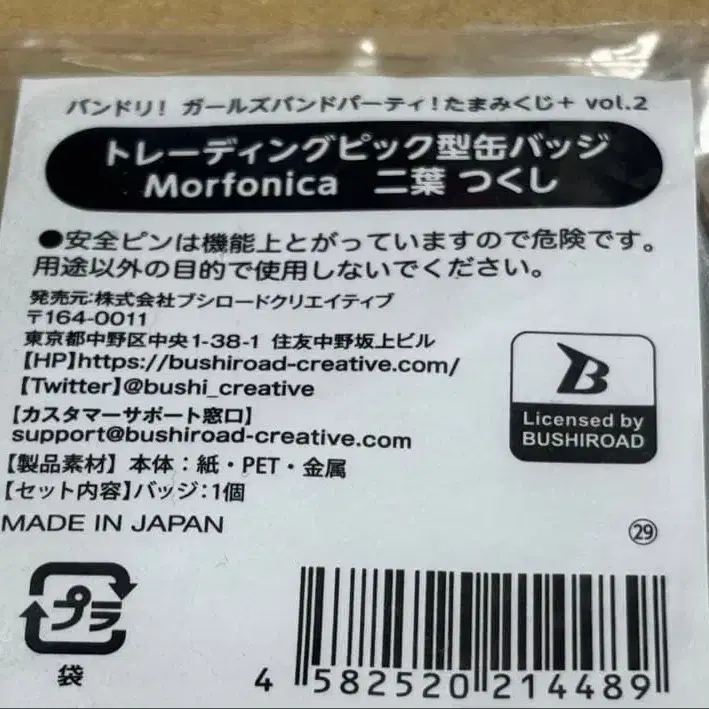 バンドリ! ガールズバンドパーティ!たまみくじ+ vol.2
トレーディングピック型缶バッジ
Morfonica 二葉 つくし
●安全ピンは機能上とがっていますので危険です。
用途以外の目的で使用しないでください。
発売元:株式会社ブシロードクリエイティブ
〒164-0011
東京都中野区中央1-38-1 住友中野坂上ビル
【HP】https://bushiroad-creative.com/
【Twitter】@bushi_creative
【カスタマーサポート窓口】
support@bushiroad-creative.com
B
Licensed by
BUSHIROAD
【製品素材】本体:紙・PET・金属
【セット内容】バッジ:1個
MADE IN JAPAN
㉙
プラ
袋
4 582520 214489